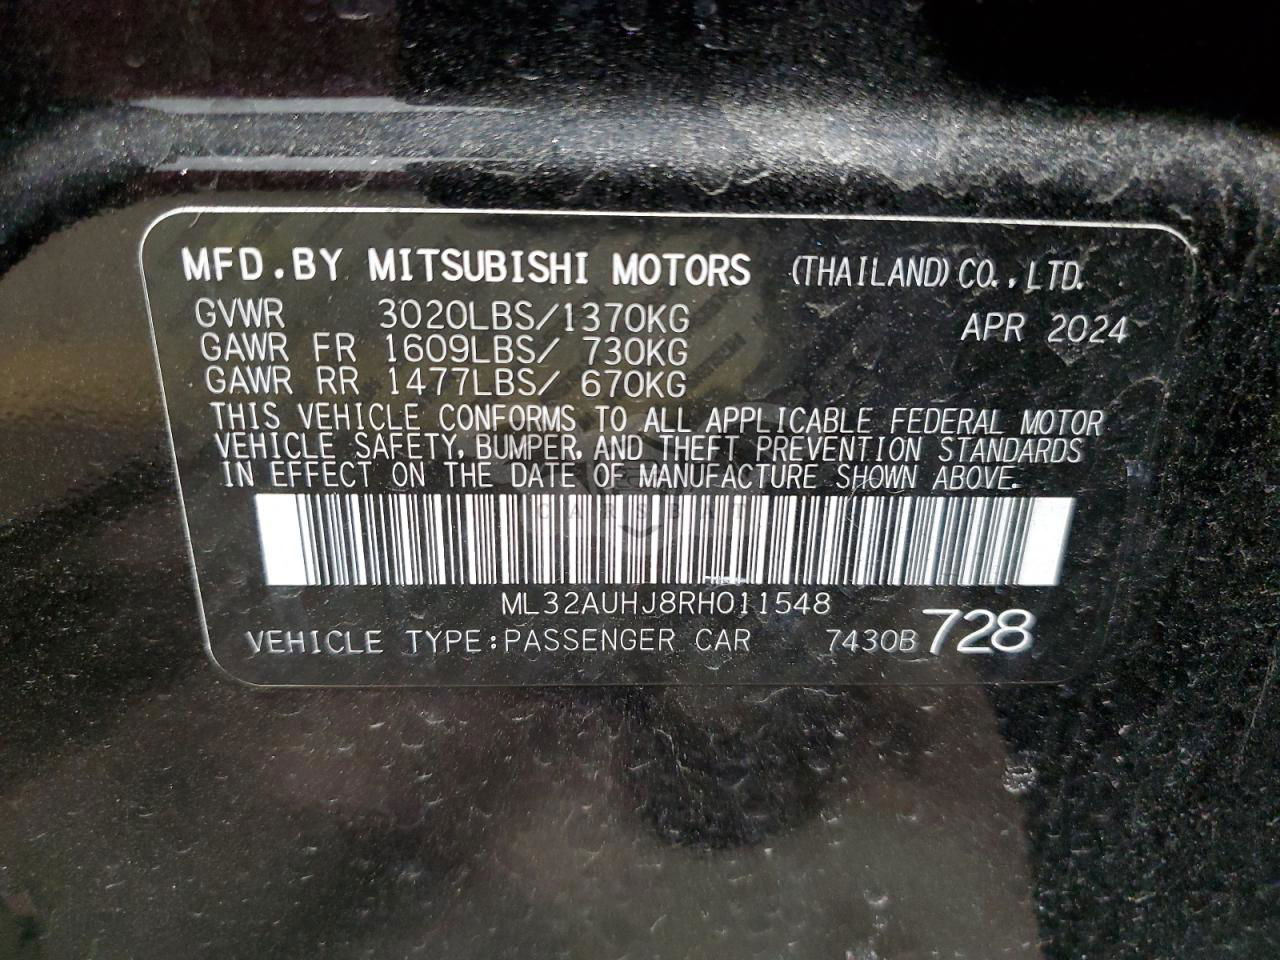 MFD.BY MITSUBISHI MOTORS (THAILAND) CO.,LTD.
GVWR 3020LBS/1370KG APR 2024
GAWR FR 1609LBS/ 730KG
GAWR RR 1477LBS/ 670KG
THIS VEHICLE CONFORMS TO ALL APPLICABLE FEDERAL MOTOR
VEHICLE SAFETY, BUMPER, AND THEFT PREVENTION STANDARDS
IN EFFECT ON THE DATE OF MANUFACTURE SHOWN ABOVE.
CARSBAT
ML32AUHJ8RH011548
VEHICLE TYPE:PASSENGER CAR 7430B 728